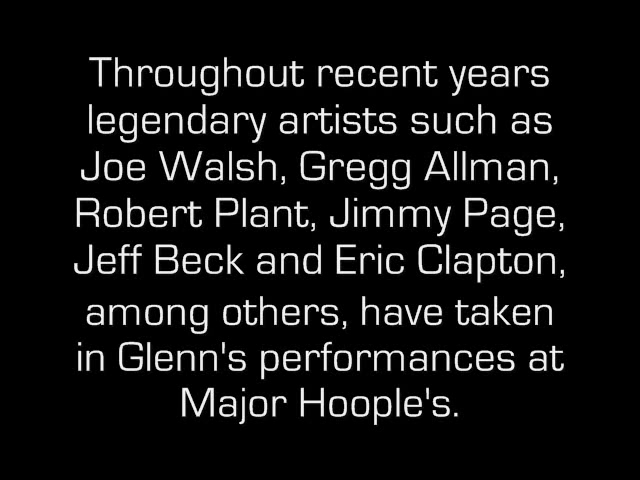 Throughout recent years
legendary artists such as
Joe Walsh, Gregg Allman,
Robert Plant, Jimmy Page,
Jeff Beck and Eric Clapton,
among others, have taken
in Glenn's performances at
Major Hoople's.